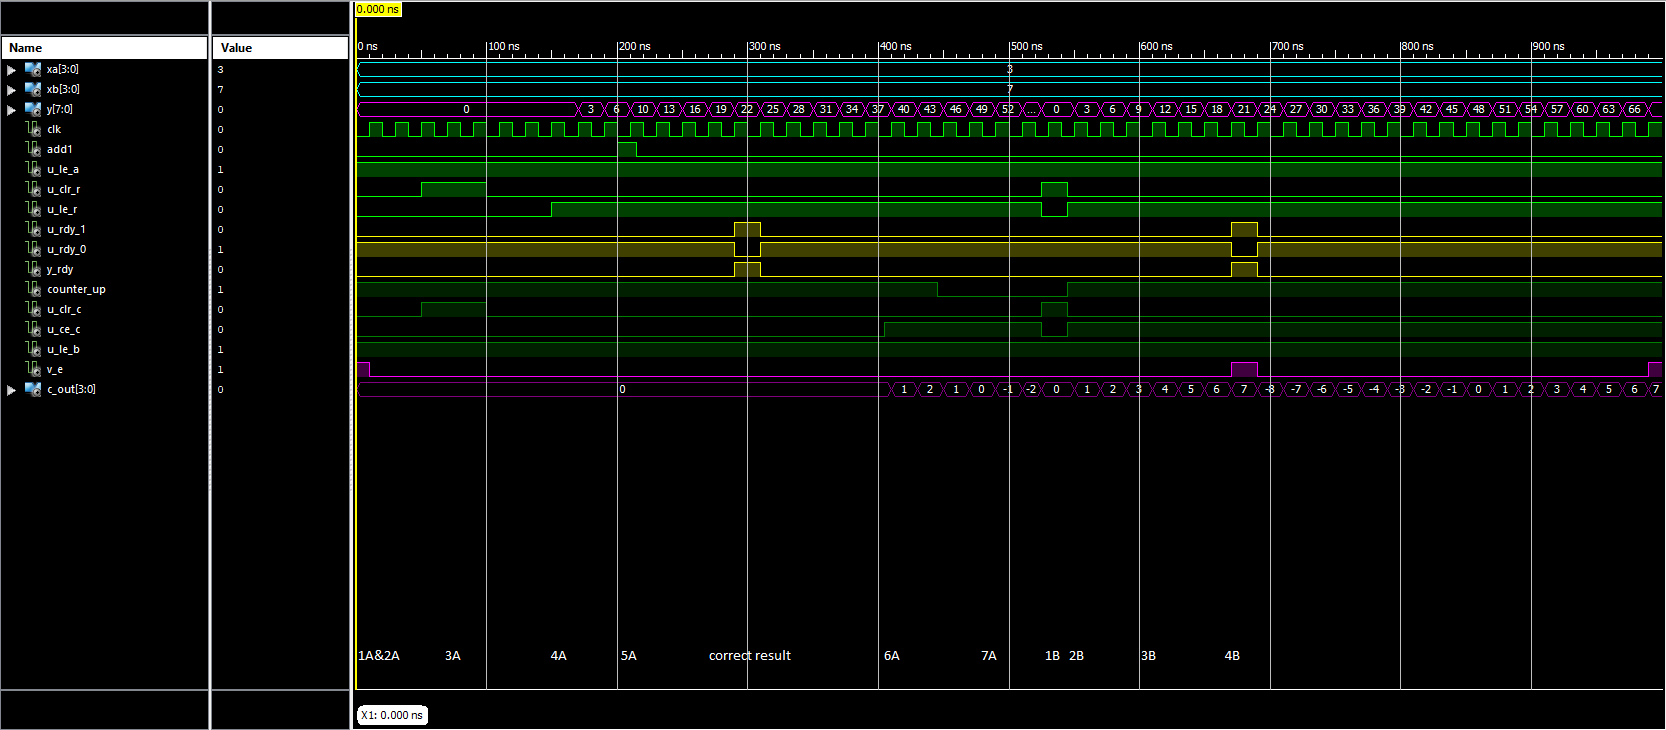 0.000 ns
Name Value
0 ns 100 ns 200 ns 300 ns 400 ns 500 ns 600 ns 700 ns 800 ns 900 ns
xa[3:0] 3 3
xb[3:0] 7 7
y[7:0] 0 0 3 6 10 13 16 19 22 25 28 31 34 37 40 43 46 49 52 ... 0 3 6 9 12 15 18 21 24 27 30 33 36 39 42 45 48 51 54 57 60 63 66
clk 0
add1 0
u_le_a 1
u_clr_r 0
u_le_r 0
u_rdy_1 0
u_rdy_0 1
y_rdy 0
counter_up 1
u_clr_c 0
u_ce_c 0
u_le_b 1
v_e 1
c_out[3:0] 0 0 1 2 1 0 -1 -2 0 1 2 3 4 5 6 7 -8 -7 -6 -5 -4 -3 -2 -1 0 1 2 3 4 5 6 7
1A&2A 3A 4A 5A correct result 6A 7A 1B 2B 3B 4B
X1: 0.000 ns